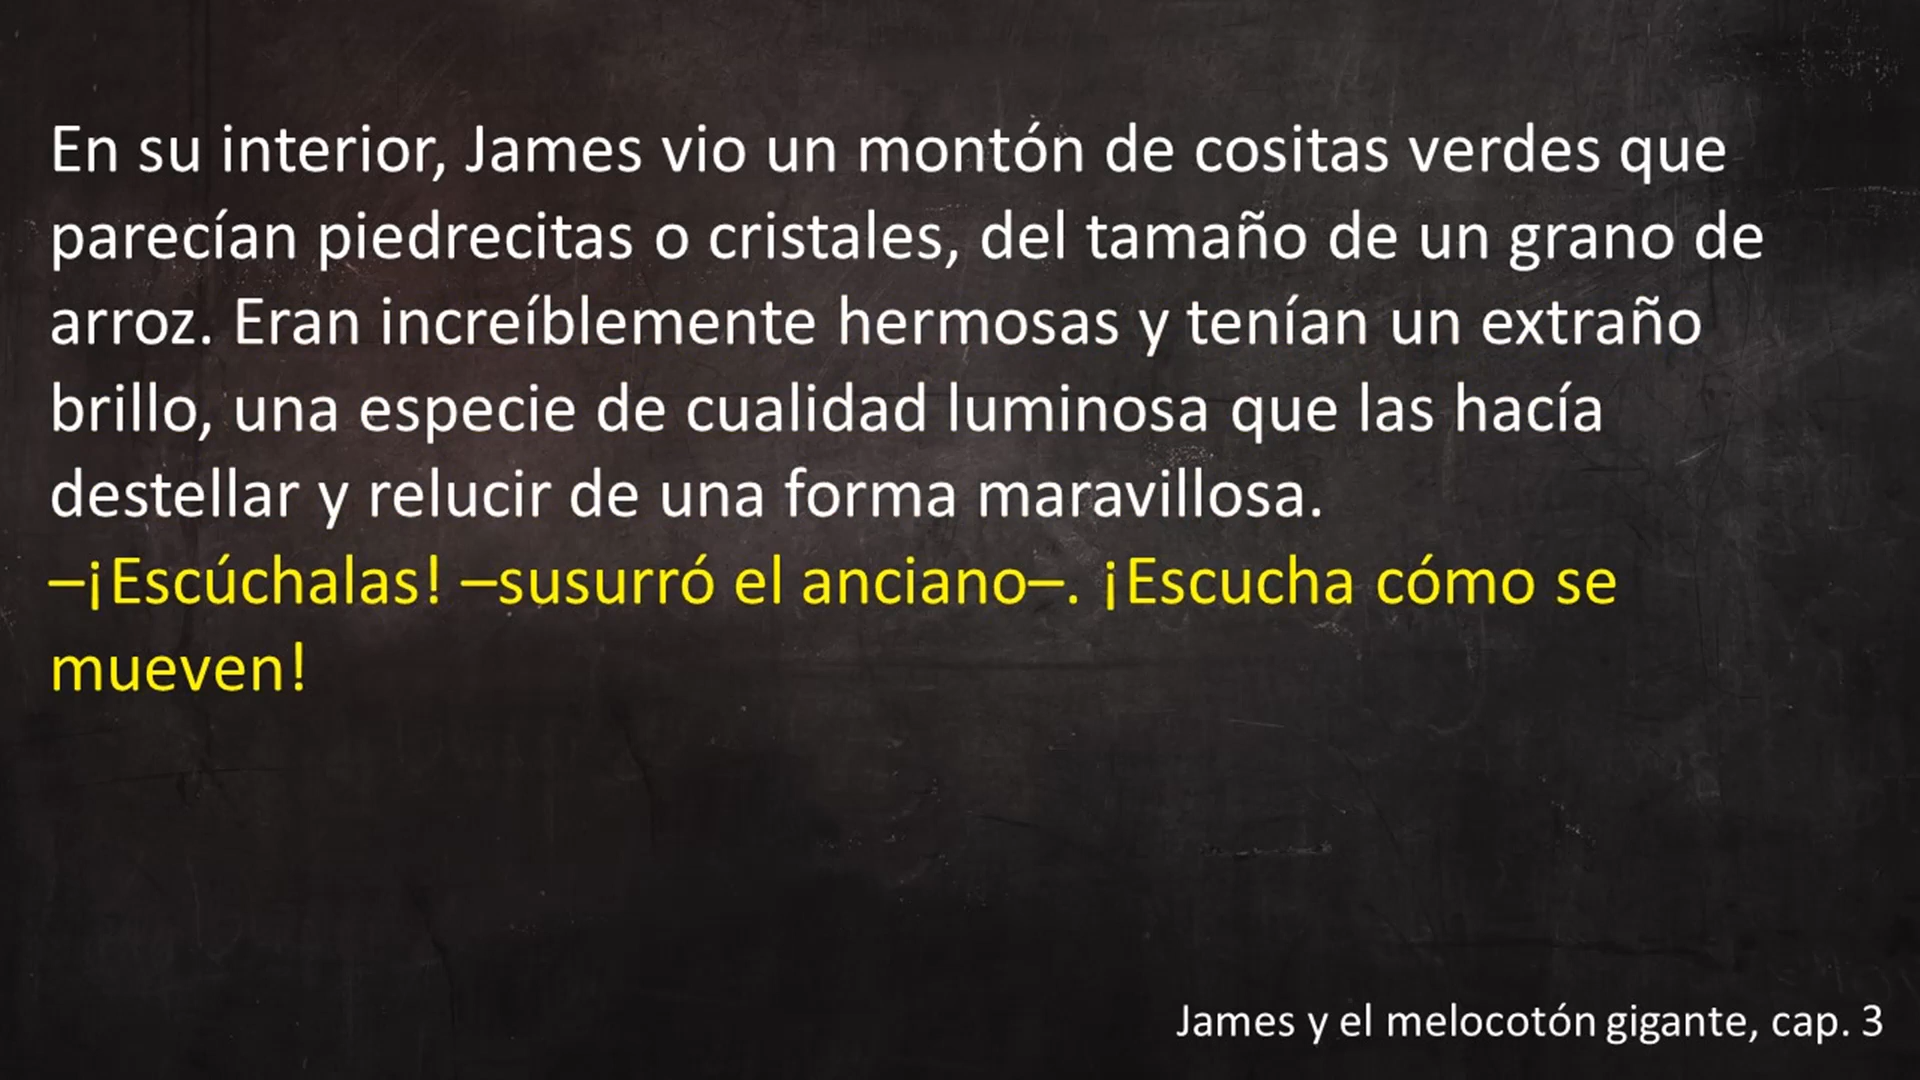 En su interior, James vio un montón de cositas verdes que
parecían piedrecitas o cristales, del tamaño de un grano de
arroz. Eran increíblemente hermosas y tenían un extraño
brillo, una especie de cualidad luminosa que las hacía
destellar y relucir de una forma maravillosa.
–¡Escúchalas! –susurró el anciano–. ¡Escucha cómo se
mueven!
James y el melocotón gigante, cap. 3